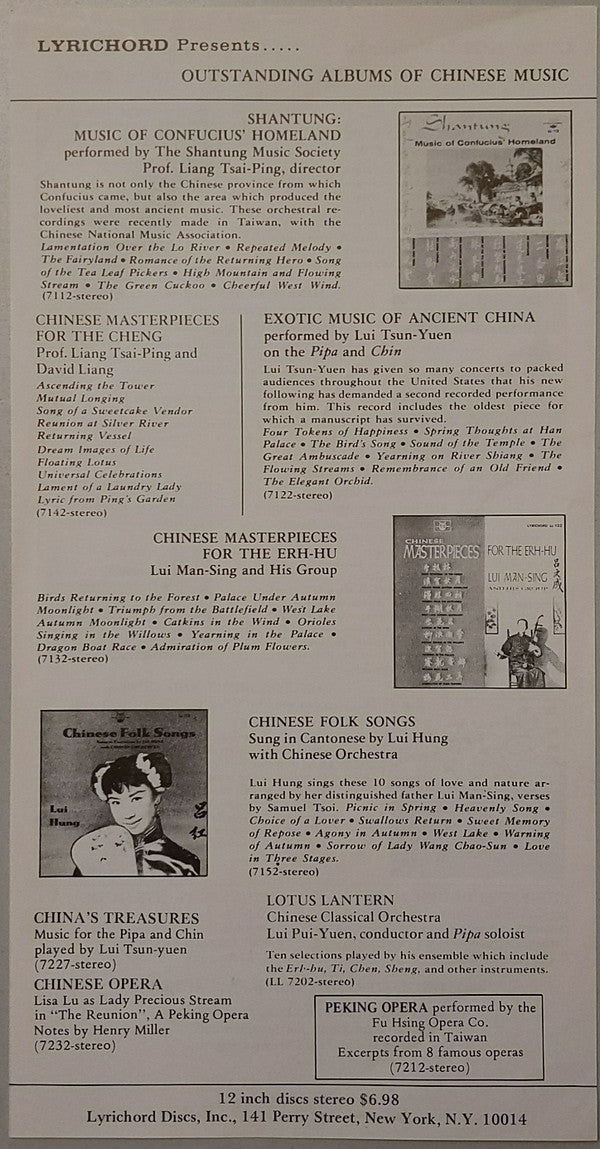 LYRICHORD Presents.....
OUTSTANDING ALBUMS OF CHINESE MUSIC
SHANTUNG:
MUSIC OF CONFUCIUS' HOMELAND
performed by The Shantung Music Society
Prof. Liang Tsai-Ping, director
Shantung is not only the Chinese province from which
Confucius came, but also the area which produced the
loveliest and most ancient music. These orchestral re-
cordings were recently made in Taiwan, with the
Chinese National Music Association.
Lamentation Over the Lo River • Repeated Melody •
The Fairyland • Romance of the Returning Hero • Song
of the Tea Leaf Pickers • High Mountain and Flowing
Stream • The Green Cuckoo • Cheerful West Wind.
(7112-stereo)
Shantung
Music of Confucius' Homeland
CHINESE MASTERPIECES
FOR THE CHENG
Prof. Liang Tsai-Ping and
David Liang
Ascending the Tower
Mutual Longing
Song of a Sweetcake Vendor
Reunion at Silver River
Returning Vessel
Dream Images of Life
Floating Lotus
Universal Celebrations
Lament of a Laundry Lady
Lyric from Ping's Garden
(7142-stereo)
EXOTIC MUSIC OF ANCIENT CHINA
performed by Lui Tsun-Yuen
on the Pipa and Chin
Lui Tsun-Yuen has given so many concerts to packed
audiences throughout the United States that his new
following has demanded a second recorded performance
from him. This record includes the oldest piece for
which a manuscript has survived.
Four Tokens of Happiness • Spring Thoughts at Han
Palace • The Bird's Song • Sound of the Temple • The
Great Ambuscade • Yearning on River Shiang • The
Flowing Streams • Remembrance of an Old Friend •
The Elegant Orchid.
(7122-stereo)
CHINESE MASTERPIECES
FOR THE ERH-HU
Lui Man-Sing and His Group
Birds Returning to the Forest • Palace Under Autumn
Moonlight • Triumph from the Battlefield • West Lake
Autumn Moonlight • Catkins in the Wind • Orioles
Singing in the Willows • Yearning in the Palace •
Dragon Boat Race • Admiration of Plum Flowers.
(7132-stereo)
CHINESE
MASTERPIECES
FOR THE ERH-HU
LUI MAN-SING
AND HIS GROUP
呂文成
Chinese Folk Songs
Lui
Hung
呂紅
CHINESE FOLK SONGS
Sung in Cantonese by Lui Hung
with Chinese Orchestra
Lui Hung sings these 10 songs of love and nature ar-
ranged by her distinguished father Lui Man-Sing, verses
by Samuel Tsoi. Picnic in Spring • Heavenly Song •
Choice of a Lover • Swallows Return • Sweet Memory
of Repose • Agony in Autumn • West Lake • Warning
of Autumn • Sorrow of Lady Wang Chao-Sun • Love
in Three Stages.
(7152-stereo)
CHINA'S TREASURES
Music for the Pipa and Chin
played by Lui Tsun-yuen
(7227-stereo)
CHINESE OPERA
Lisa Lu as Lady Precious Stream
in "The Reunion", A Peking Opera
Notes by Henry Miller
(7232-stereo)
LOTUS LANTERN
Chinese Classical Orchestra
Lui Pui-Yuen, conductor and Pipa soloist
Ten selections played by his ensemble which include
the Erh-hu, Ti, Chen, Sheng, and other instruments.
(LL 7202-stereo)
PEKING OPERA performed by the
Fu Hsing Opera Co.
recorded in Taiwan
Excerpts from 8 famous operas
(7212-stereo)
12 inch discs stereo $6.98
Lyrichord Discs, Inc., 141 Perry Street, New York, N.Y. 10014